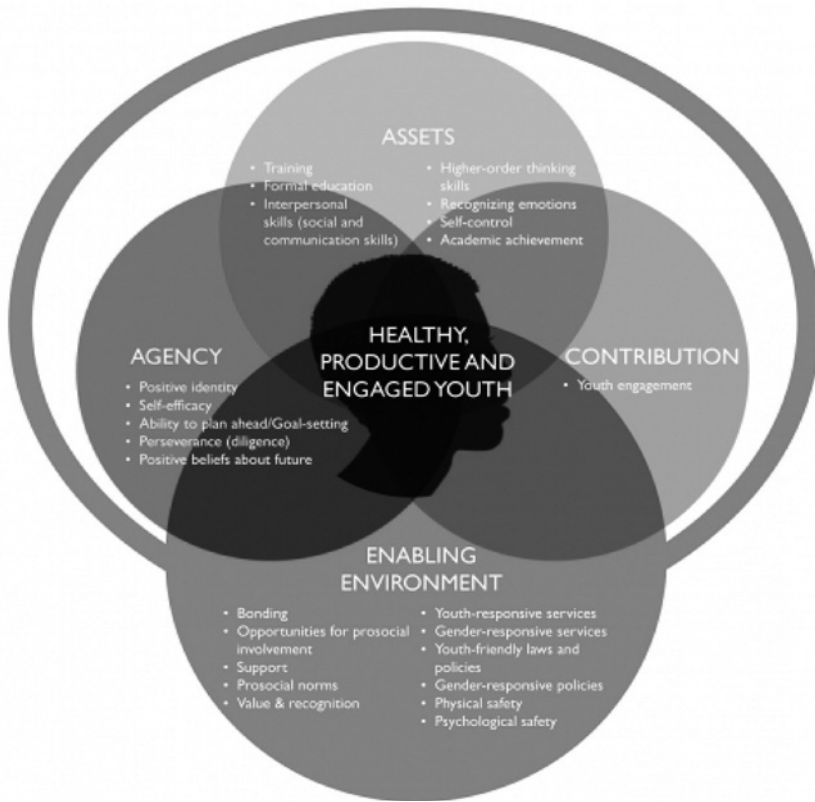 ASSETS
• Training
• Formal education
• Interpersonal
skills (social and
communication skills)
• Higher-order thinking
skills
• Recognizing emotions
• Self-control
• Academic achievement
HEALTHY,
PRODUCTIVE AND
ENGAGED YOUTH
AGENCY
• Positive identity
• Self-efficacy
• Ability to plan ahead/Goal-setting
• Perseverance (diligence)
• Positive beliefs about future
CONTRIBUTION
• Youth engagement
ENABLING
ENVIRONMENT
• Bonding
• Opportunities for prosocial
involvement
• Support
• Prosocial norms
• Value & recognition
• Youth-responsive services
• Gender-responsive services
• Youth-friendly laws and
policies
• Gender-responsive policies
• Physical safety
• Psychological safety